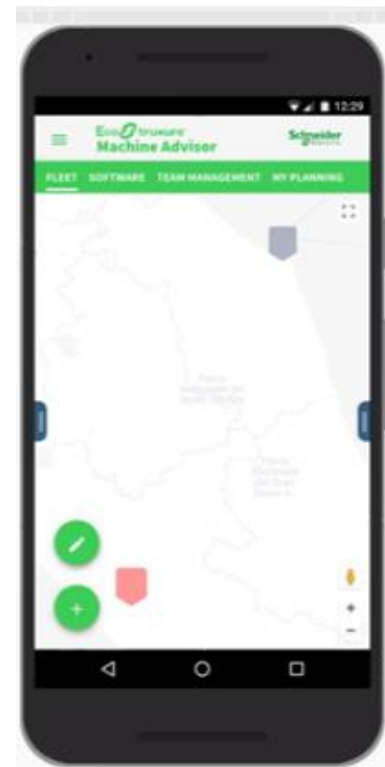 12:29
EcoStruxure
Machine Advisor
Schneider
FLEET SOFTWARE TEAM MANAGEMENT MY PLANNING
+
+
−